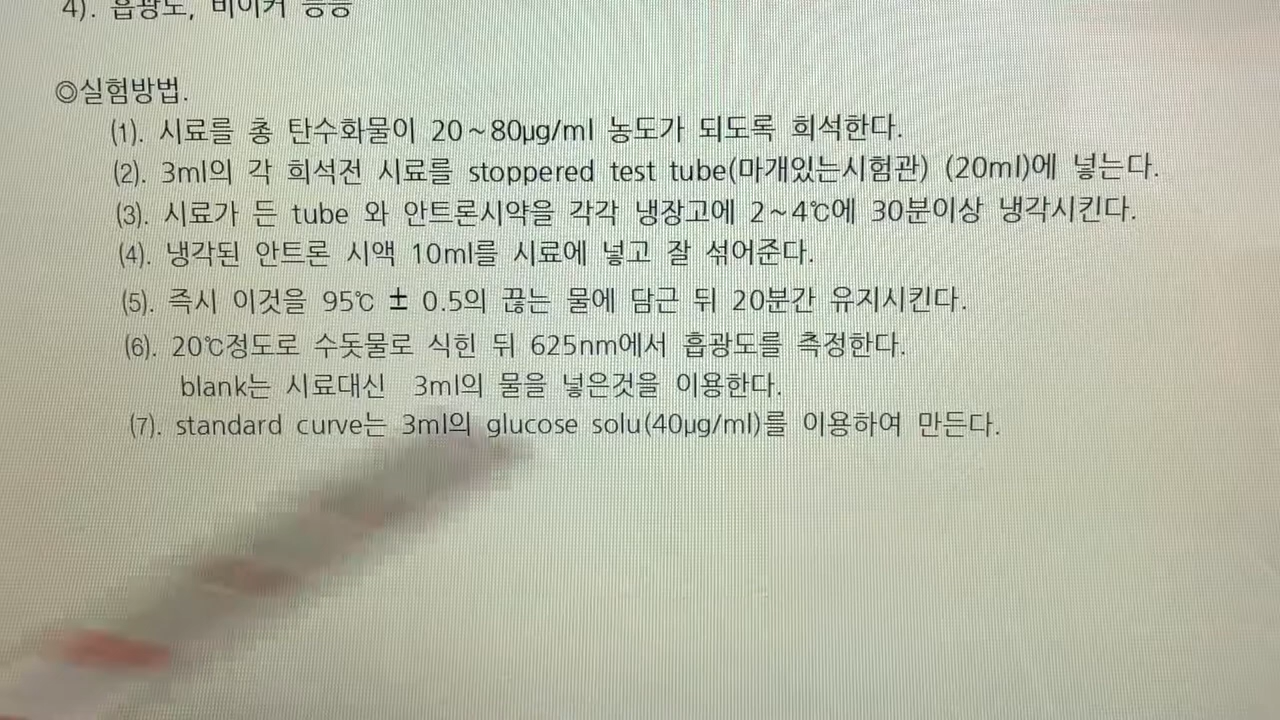 4). 흡광도, 비이커 등등
◎실험방법.
(1). 시료를 총 탄수화물이 20~80µg/ml 농도가 되도록 희석한다.
(2). 3ml의 각 희석전 시료를 stoppered test tube(마개있는시험관) (20ml)에 넣는다.
(3). 시료가 든 tube 와 안트론시약을 각각 냉장고에 2~4℃에 30분이상 냉각시킨다.
(4). 냉각된 안트론 시액 10ml를 시료에 넣고 잘 섞어준다.
(5). 즉시 이것을 95℃ ± 0.5의 끊는 물에 담근 뒤 20분간 유지시킨다.
(6). 20℃정도로 수돗물로 식힌 뒤 625nm에서 흡광도를 측정한다.
blank는 시료대신 3ml의 물을 넣은것을 이용한다.
(7). standard curve는 3ml의 glucose solu(40µg/ml)를 이용하여 만든다.